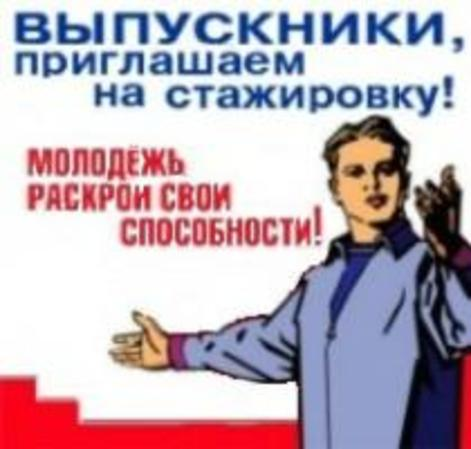 ВЫПУСКНИКИ,
приглашаем
на стажировку!
МОЛОДЁЖЬ
РАСКРОЙ СВОИ
СПОСОБНОСТИ!